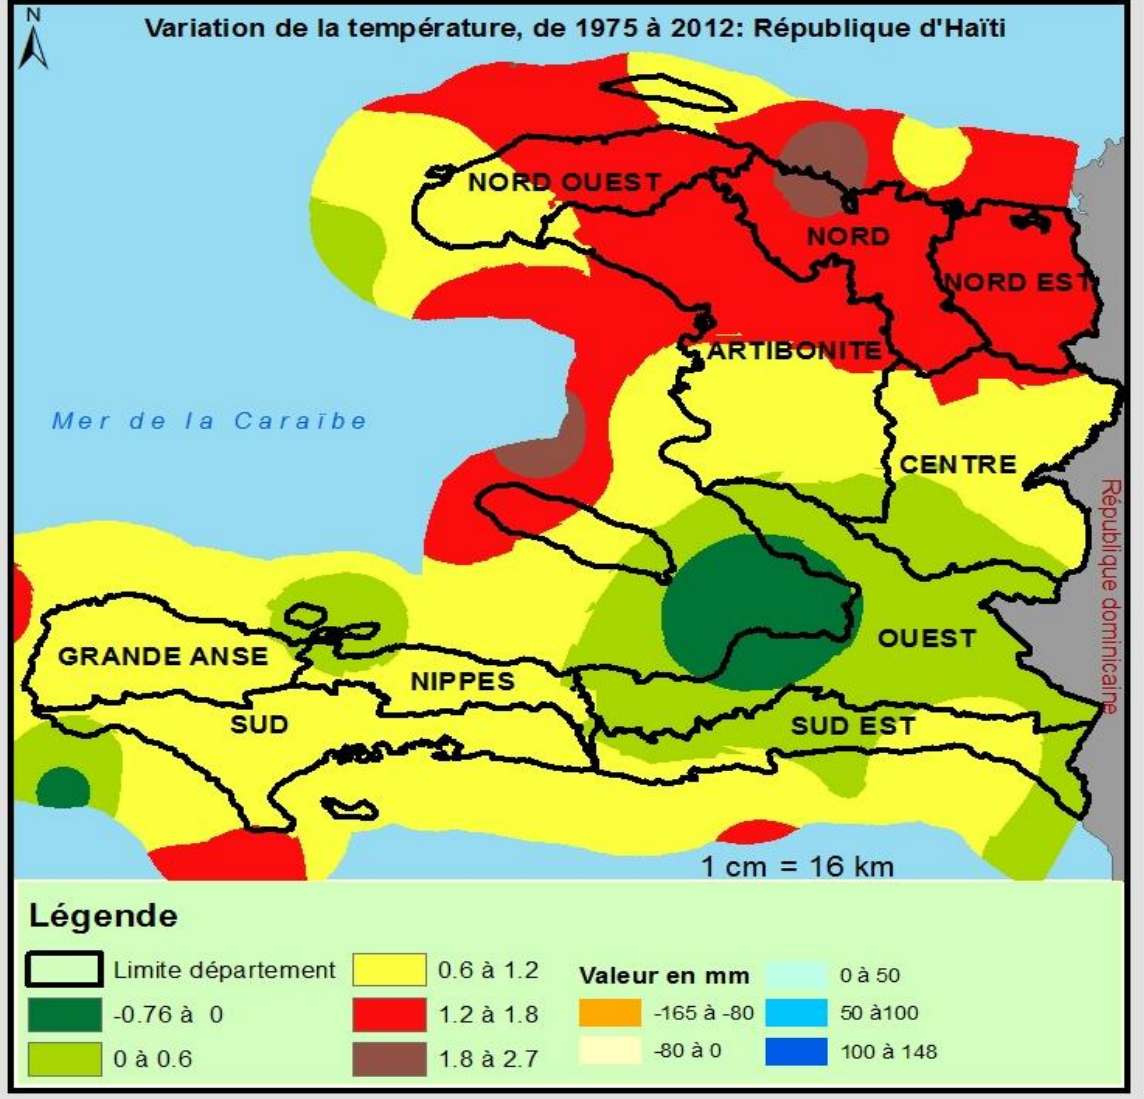 N
Variation de la température, de 1975 à 2012: République d'Haïti
NORD OUEST
NORD
NORD EST
ARTIBONITE
Mer de la Caraïbe
CENTRE
République dominicaine
OUEST
GRANDE ANSE
NIPPES
SUD
SUD EST
1 cm = 16 km
Légende
Limite département
-0.76 à 0
0 à 0.6
0.6 à 1.2
1.2 à 1.8
1.8 à 2.7
Valeur en mm
-165 à -80
-80 à 0
0 à 50
50 à100
100 à 148